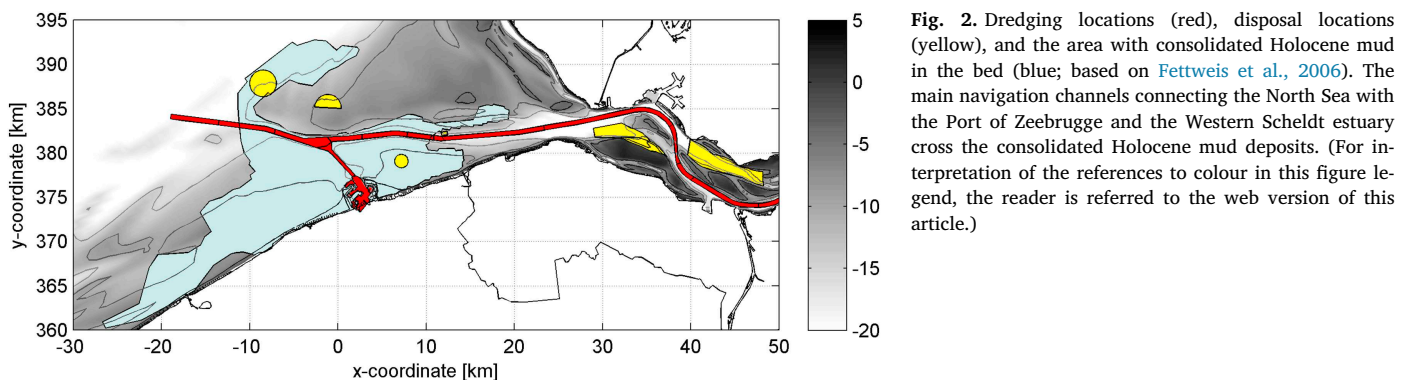 395
390
385
380
375
370
365
360
y-coordinate [km]
-30
-20
-10
0
10
20
30
40
50
x-coordinate [km]
5
0
-5
-10
-15
-20
Fig. 2. Dredging locations (red), disposal locations
(yellow), and the area with consolidated Holocene mud
in the bed (blue; based on Fettweis et al., 2006). The
main navigation channels connecting the North Sea with
the Port of Zeebrugge and the Western Scheldt estuary
cross the consolidated Holocene mud deposits. (For in-
terpretation of the references to colour in this figure le-
gend, the reader is referred to the web version of this
article.)